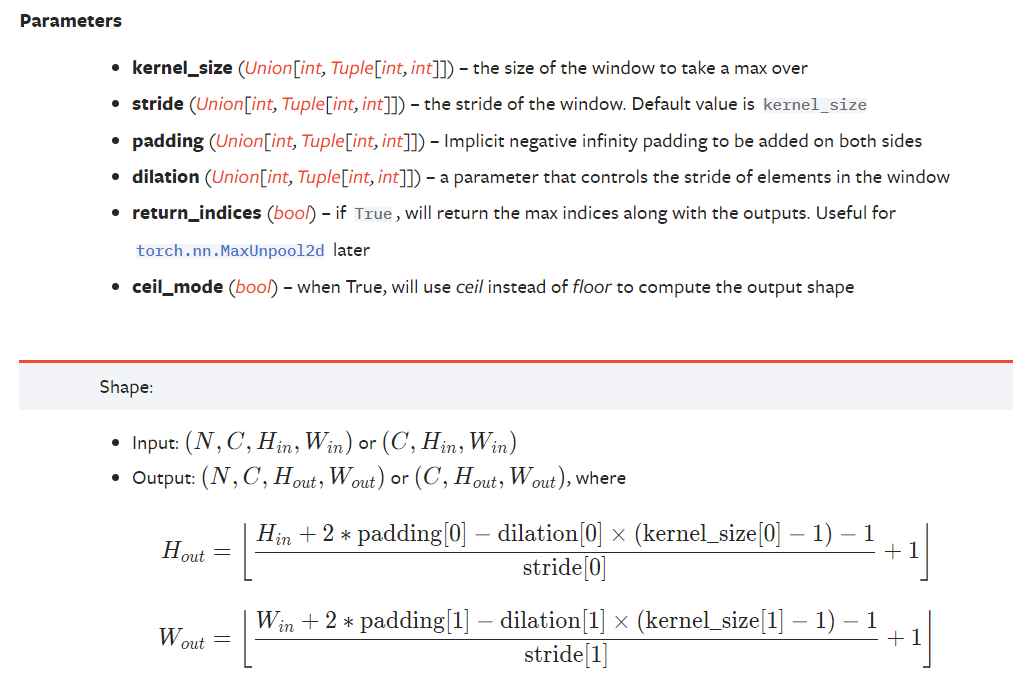 Parameters
• kernel_size (Union[int, Tuple[int, int]]) – the size of the window to take a max over
• stride (Union[int, Tuple[int, int]]) – the stride of the window. Default value is kernel_size
• padding (Union[int, Tuple[int, int]]) – Implicit negative infinity padding to be added on both sides
• dilation (Union[int, Tuple[int, int]]) – a parameter that controls the stride of elements in the window
• return_indices (bool) – if True, will return the max indices along with the outputs. Useful for
torch.nn.MaxUnpool2d later
• ceil_mode (bool) – when True, will use ceil instead of floor to compute the output shape
Shape:
• Input: $(N, C, H_{in}, W_{in})$ or $(C, H_{in}, W_{in})$
• Output: $(N, C, H_{out}, W_{out})$ or $(C, H_{out}, W_{out})$, where
$H_{out} = \left\lfloor \frac{H_{in} + 2 * \text{padding}[0] - \text{dilation}[0] \times (\text{kernel\_size}[0] - 1) - 1}{\text{stride}[0]} + 1 \right\rfloor$
$W_{out} = \left\lfloor \frac{W_{in} + 2 * \text{padding}[1] - \text{dilation}[1] \times (\text{kernel\_size}[1] - 1) - 1}{\text{stride}[1]} + 1 \right\rfloor$